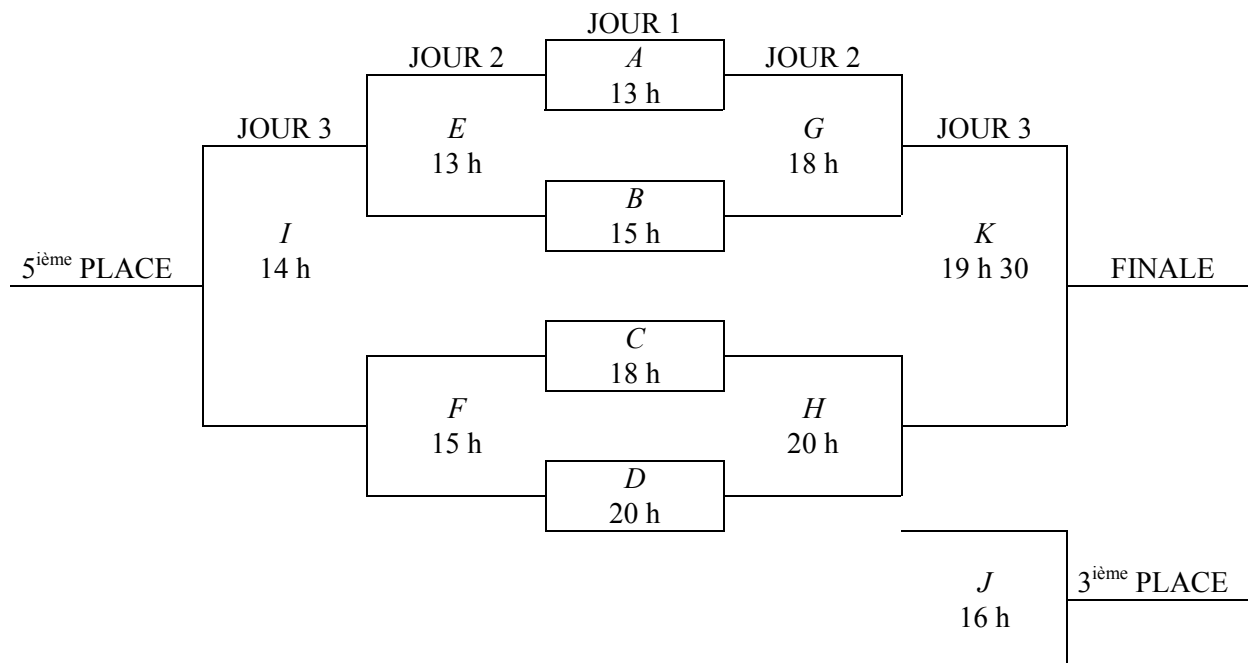 JOUR 1
JOUR 2
A
JOUR 2
13 h
JOUR 3
E
G
JOUR 3
13 h
18 h
B
15 h
I
K
5ième PLACE
14 h
19 h 30
FINALE
C
18 h
F
H
15 h
20 h
D
20 h
J
3ième PLACE
16 h